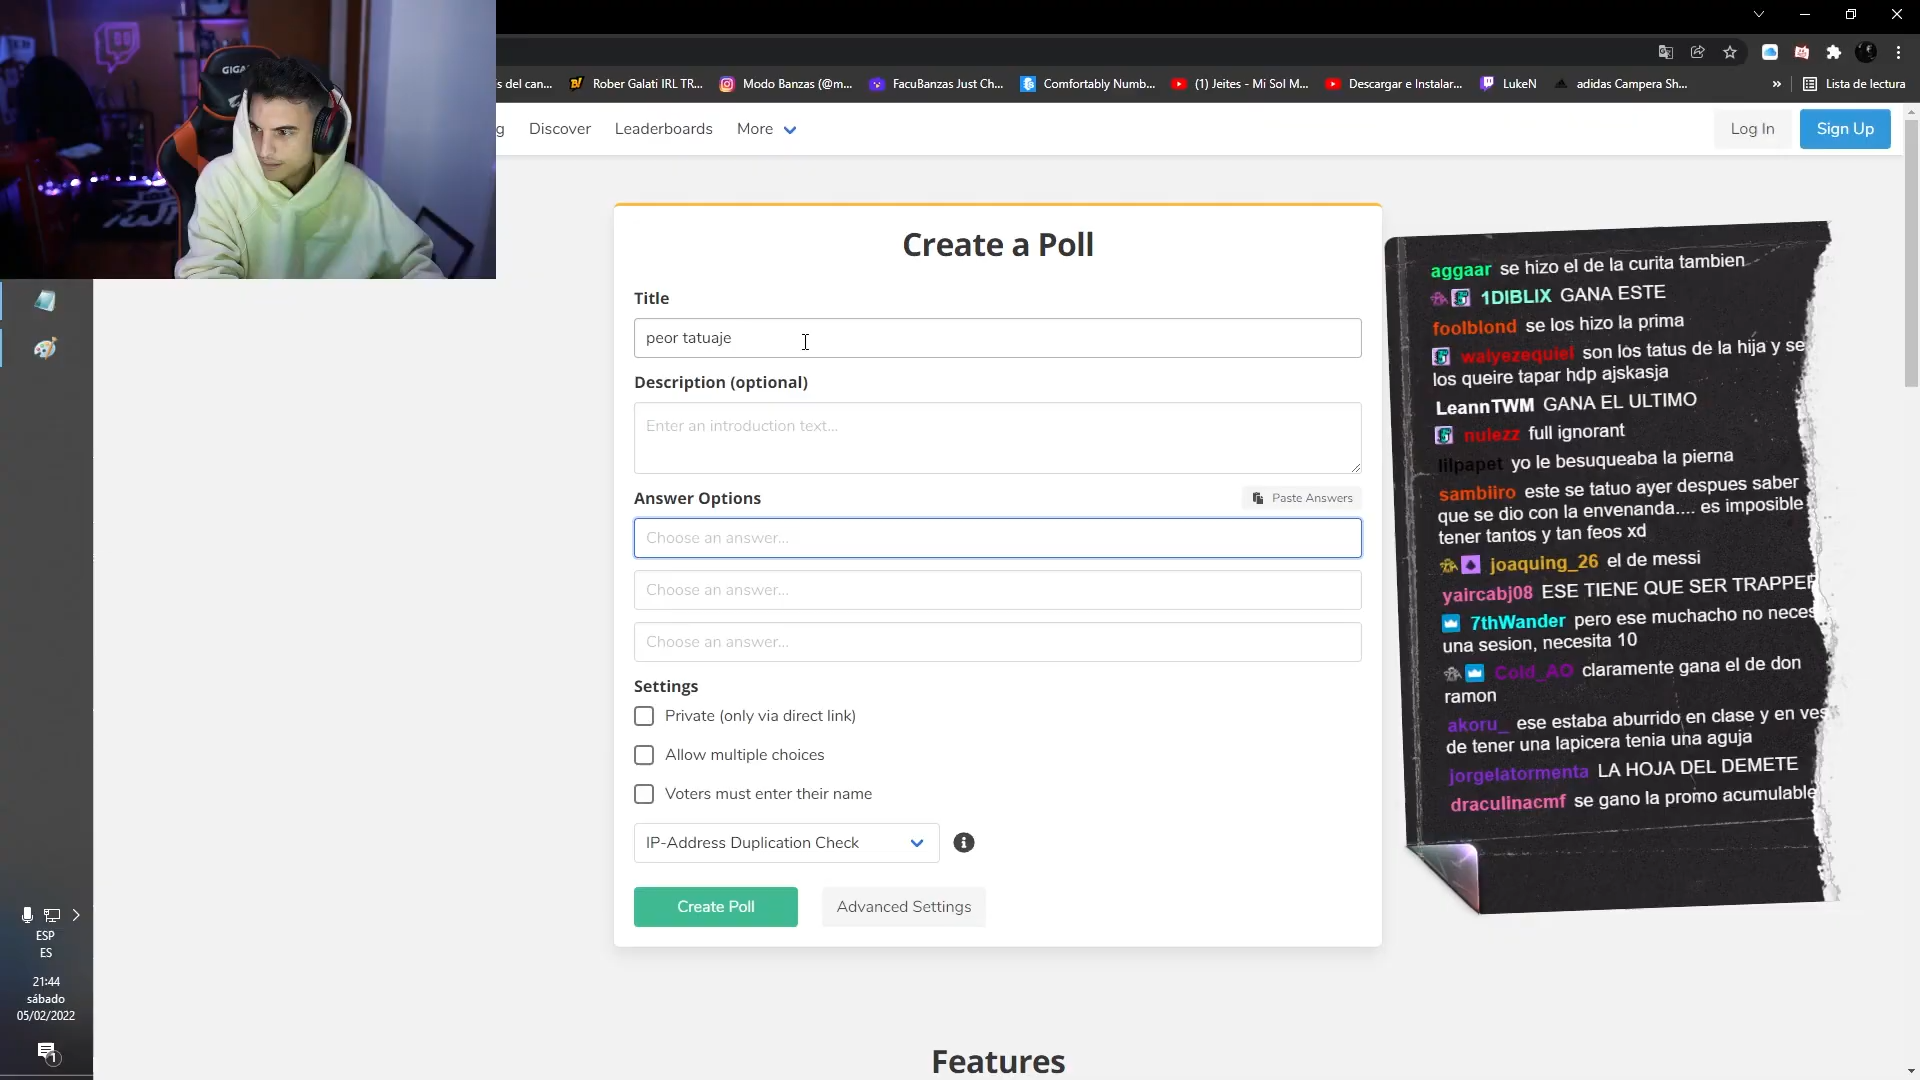 GIGA
s del can...
Rober Galati IRL TR...
Modo Banzas (@m...
FacuBanzas Just Ch...
Comfortably Numb...
(1) Jeites - Mi Sol M...
Descargar e Instalar...
LukeN
adidas Campera Sh...
»
Lista de lectura
g
Discover
Leaderboards
More
Log In
Sign Up
Create a Poll
Title
peor tatuaje
Description (optional)
Enter an introduction text...
Answer Options
Paste Answers
Choose an answer...
Choose an answer...
Choose an answer...
Settings
Private (only via direct link)
Allow multiple choices
Voters must enter their name
IP-Address Duplication Check
Create Poll
Advanced Settings
Features
aggaar se hizo el de la curita tambien
1DIBLIX GANA ESTE
foolblond se los hizo la prima
walyezequiel son los tatus de la hija y se
los queire tapar hdp ajskasja
LeannTWM GANA EL ULTIMO
nulezz full ignorant
lilpapet yo le besuqueaba la pierna
sambiiro este se tatuo ayer despues saber
que se dio con la envenanda.... es imposible
tener tantos y tan feos xd
joaquing_26 el de messi
yaircabj08 ESE TIENE QUE SER TRAPPER
7thWander pero ese muchacho no neces
una sesion, necesita 10
Cold_AO claramente gana el de don
ramon
akoru_ ese estaba aburrido en clase y en ves
de tener una lapicera tenia una aguja
jorgelatormenta LA HOJA DEL DEMETE
draculinacmf se gano la promo acumulable
ESP
ES
21:44
sábado
05/02/2022
1